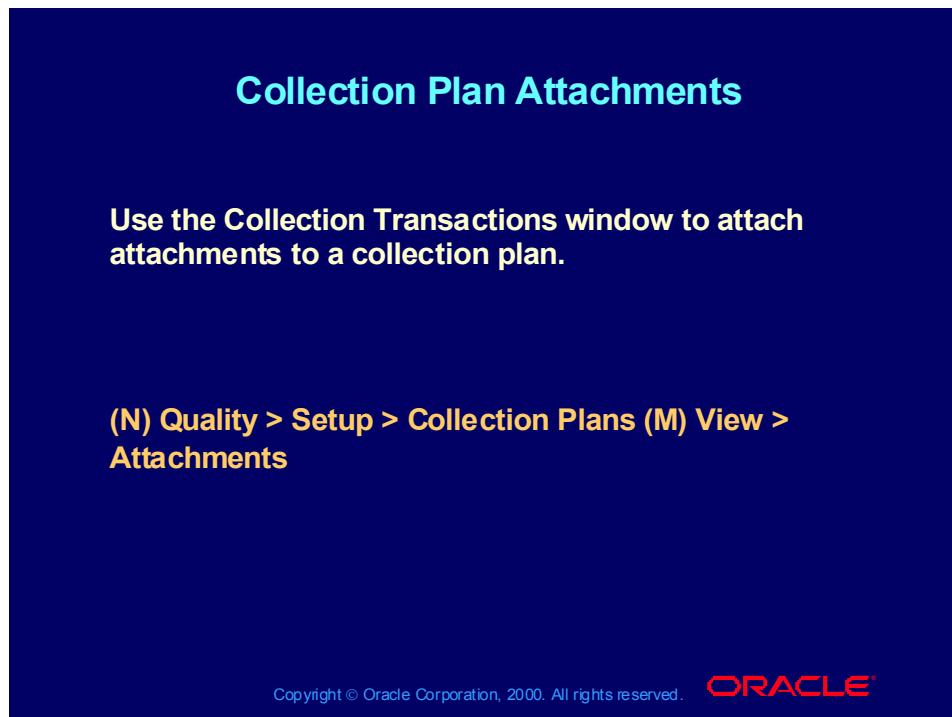 Collection Plan Attachments
Use the Collection Transactions window to attach
attachments to a collection plan.
(N) Quality > Setup > Collection Plans (M) View >
Attachments
Copyright © Oracle Corporation, 2000. All rights reserved.
ORACLE®